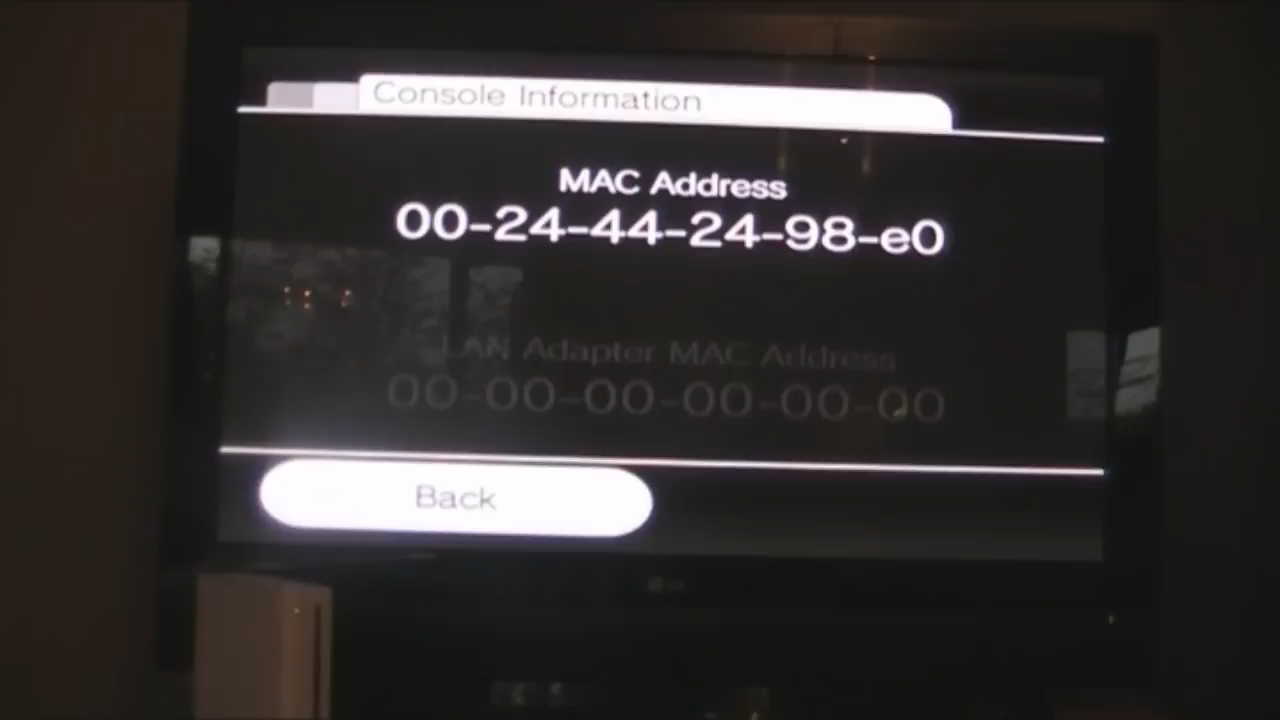 Console Information
MAC Address
00-24-44-24-98-e0
LAN Adapter MAC Address
00-00-00-00-00-00
Back
LG